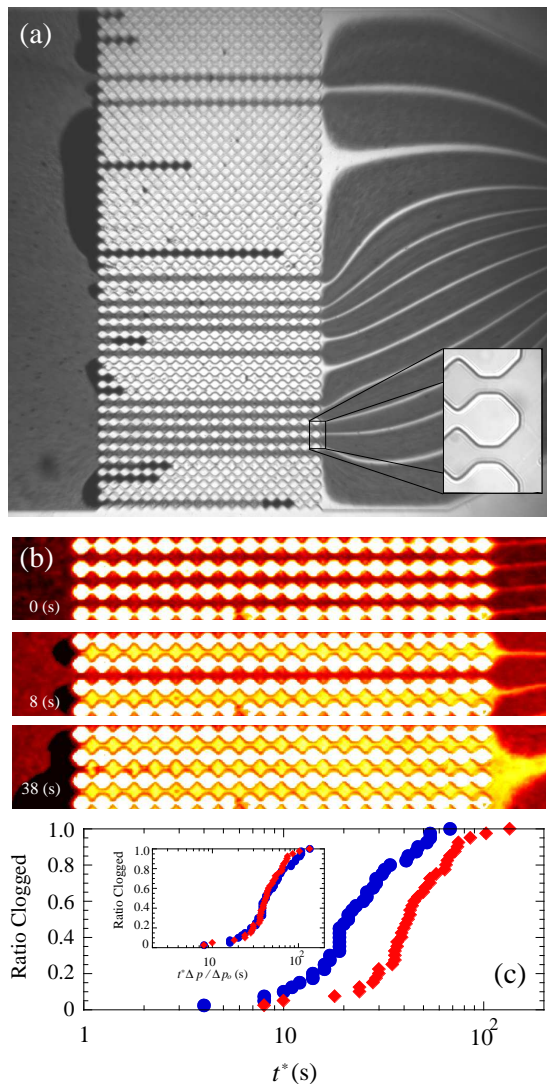 (a)
(b)
0 (s)
8 (s)
38 (s)
1.0
0.8
0.6
0.4
0.2
0
Ratio Clogged
1.0
0.8
0.6
0.4
0.2
0
Ratio Clogged
10
10²
t*Δp/Δpₒ (s)
(c)
1
10
10²
t* (s)